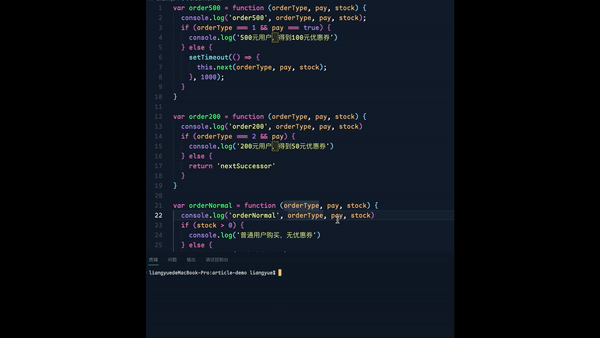 1 var order500 = function (orderType, pay, stock) {
2 console.log('order500', orderType, pay, stock);
3 if (orderType === 1 && pay === true) {
4 console.log('500元用户，得到100元优惠券')
5 } else {
6 setTimeout(() => {
7 this.next(orderType, pay, stock);
8 }, 1000);
9 }
10 }
11
12 var order200 = function (orderType, pay, stock) {
13 console.log('order200', orderType, pay, stock)
14 if (orderType === 2 && pay) {
15 console.log('200元用户，得到50元优惠券')
16 } else {
17 return 'nextSuccessor'
18 }
19 }
20
21 var orderNormal = function (orderType, pay, stock) {
22 console.log('orderNormal', orderType, pay, stock)
23 if (stock > 0) {
24 console.log('普通用户购买，无优惠券')
25 } else {
终端 问题 输出 调试控制台
liangyuedeMacBook-Pro:article-demo liangyue$